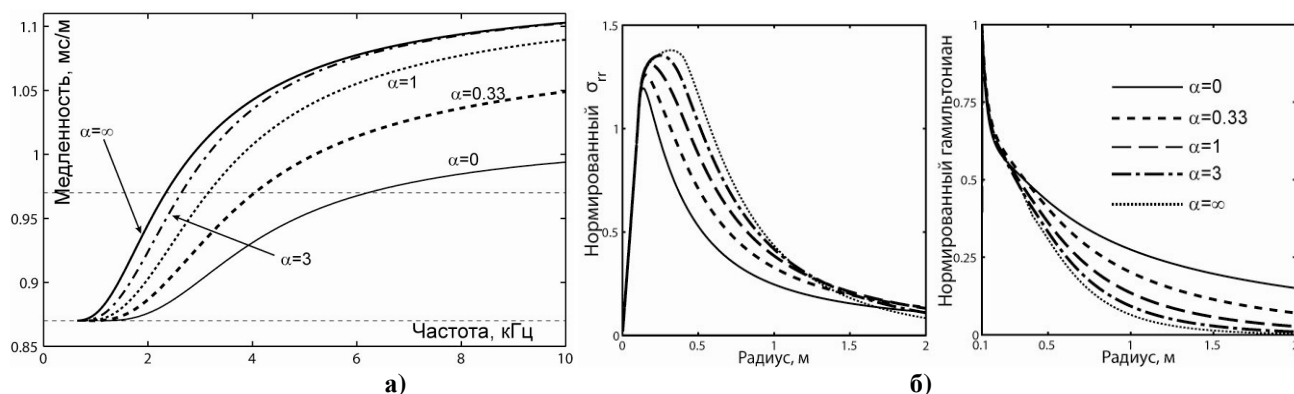 1.1
1.05
1
0.95
0.9
0.85
Медленность, мс/м
α=1
α=0.33
α=∞
α=0
α=3
Частота, кГц
0
2
4
6
8
10
а)
Нормированный σrr
1.5
1
0.5
0
0
0.5
1
1.5
2
Радиус, м
Нормированный гамильтониан
1
0.75
0.5
0.25
0
α=0
α=0.33
α=1
α=3
α=∞
0.1
0.5
1
1.5
2
Радиус, м
б)